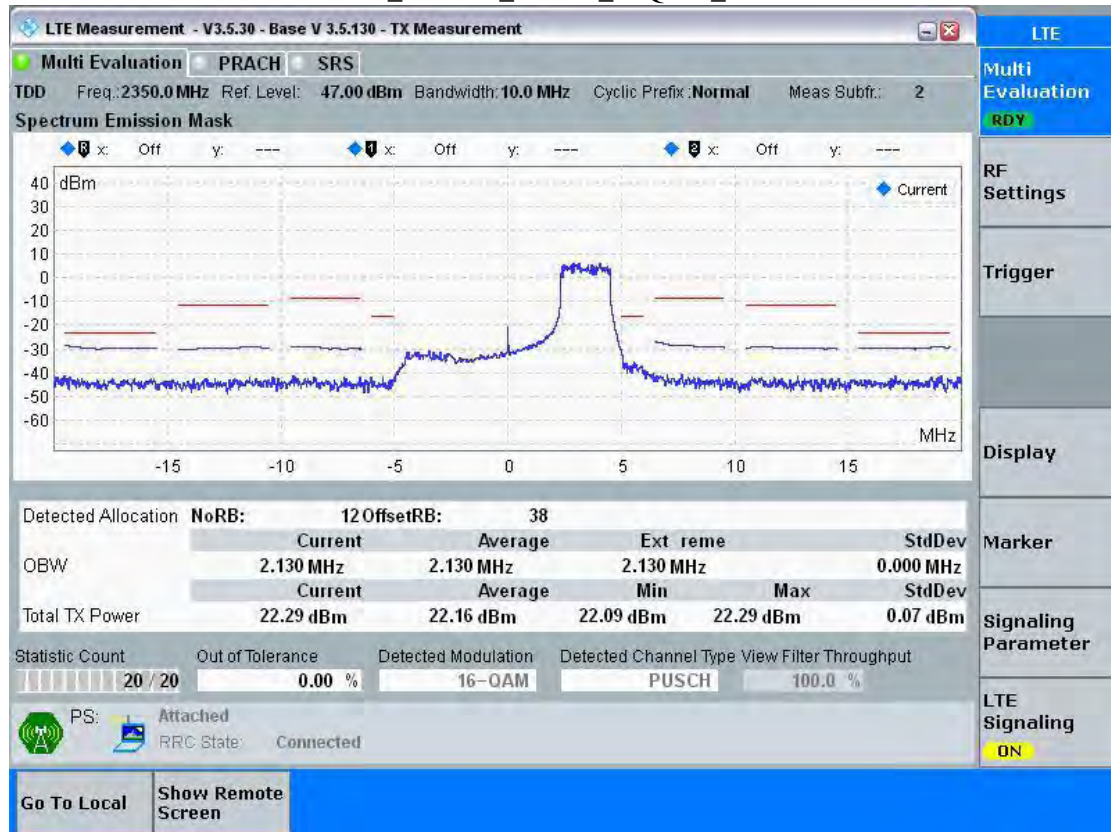 LTE Measurement - V3.5.30 - Base V 3.5.130 - TX Measurement
LTE
Multi Evaluation PRACH SRS
Multi Evaluation
RDY
TDD Freq.:2350.0 MHz Ref. Level: 47.00 dBm Bandwidth:10.0 MHz Cyclic Prefix :Normal Meas Subfr.: 2
Spectrum Emission Mask
R x: Off y: --- 1 x: Off y: --- 2 x: Off y: ---
RF Settings
dBm
Current
40
30
20
10
0
-10
-20
-30
-40
-50
-60
MHz
-15 -10 -5 0 5 10 15
Trigger
Display
Detected Allocation NoRB: 12 OffsetRB: 38
Current Average Ext reme StdDev
OBW 2.130 MHz 2.130 MHz 2.130 MHz 0.000 MHz
Current Average Min Max StdDev
Total TX Power 22.29 dBm 22.16 dBm 22.09 dBm 22.29 dBm 0.07 dBm
Marker
Signaling Parameter
Statistic Count Out of Tolerance Detected Modulation Detected Channel Type View Filter Throughput
20 / 20 0.00 % 16-QAM PUSCH 100.0 %
PS: Attached
RRC State: Connected
LTE Signaling
ON
Go To Local
Show Remote Screen